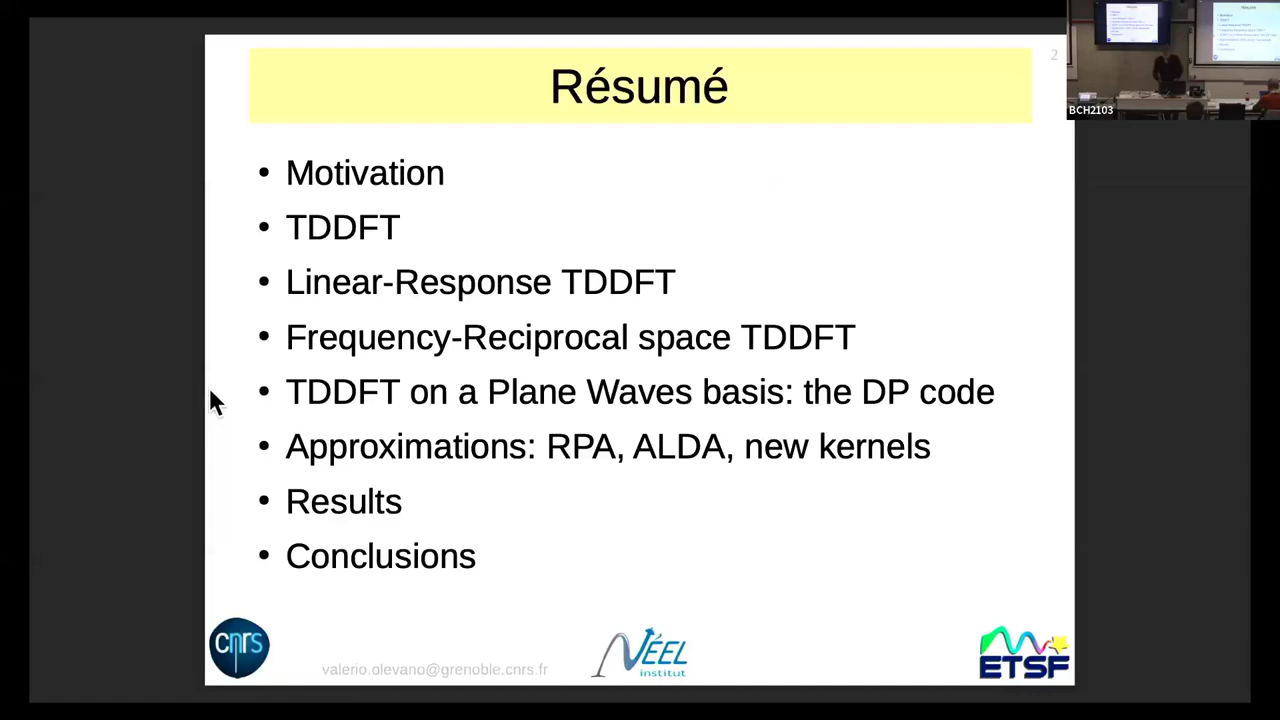 Résumé
2
BCH2103
• Motivation
• TDDFT
• Linear-Response TDDFT
• Frequency-Reciprocal space TDDFT
• TDDFT on a Plane Waves basis: the DP code
• Approximations: RPA, ALDA, new kernels
• Results
• Conclusions
cnrs
valerio.olevano@grenoble.cnrs.fr
NÉEL
institut
ETSF